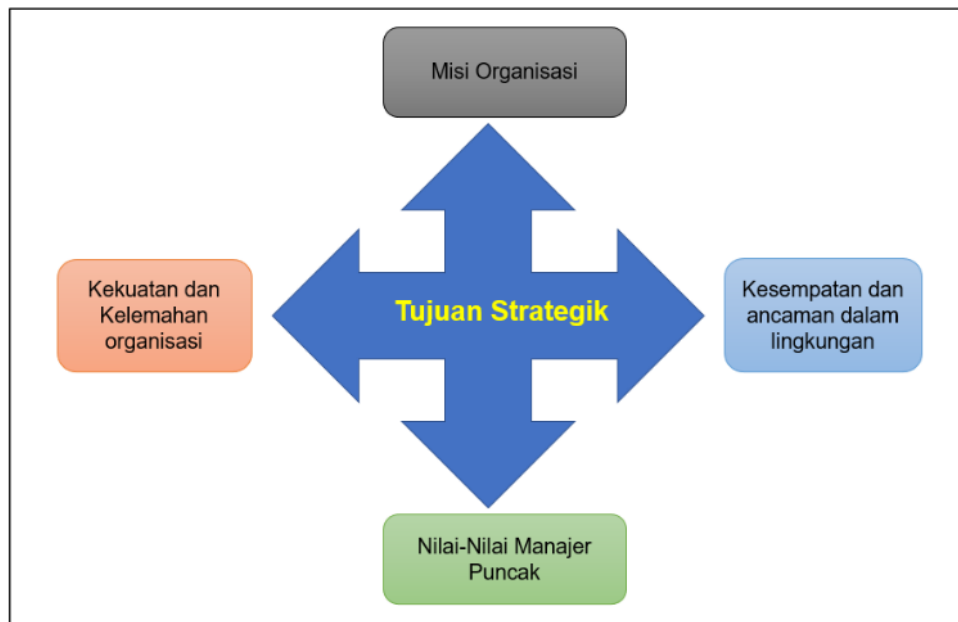 Misi Organisasi
Kekuatan dan
Kelemahan
organisasi
Tujuan Strategik
Kesempatan dan
ancaman dalam
lingkungan
Nilai-Nilai Manajer
Puncak